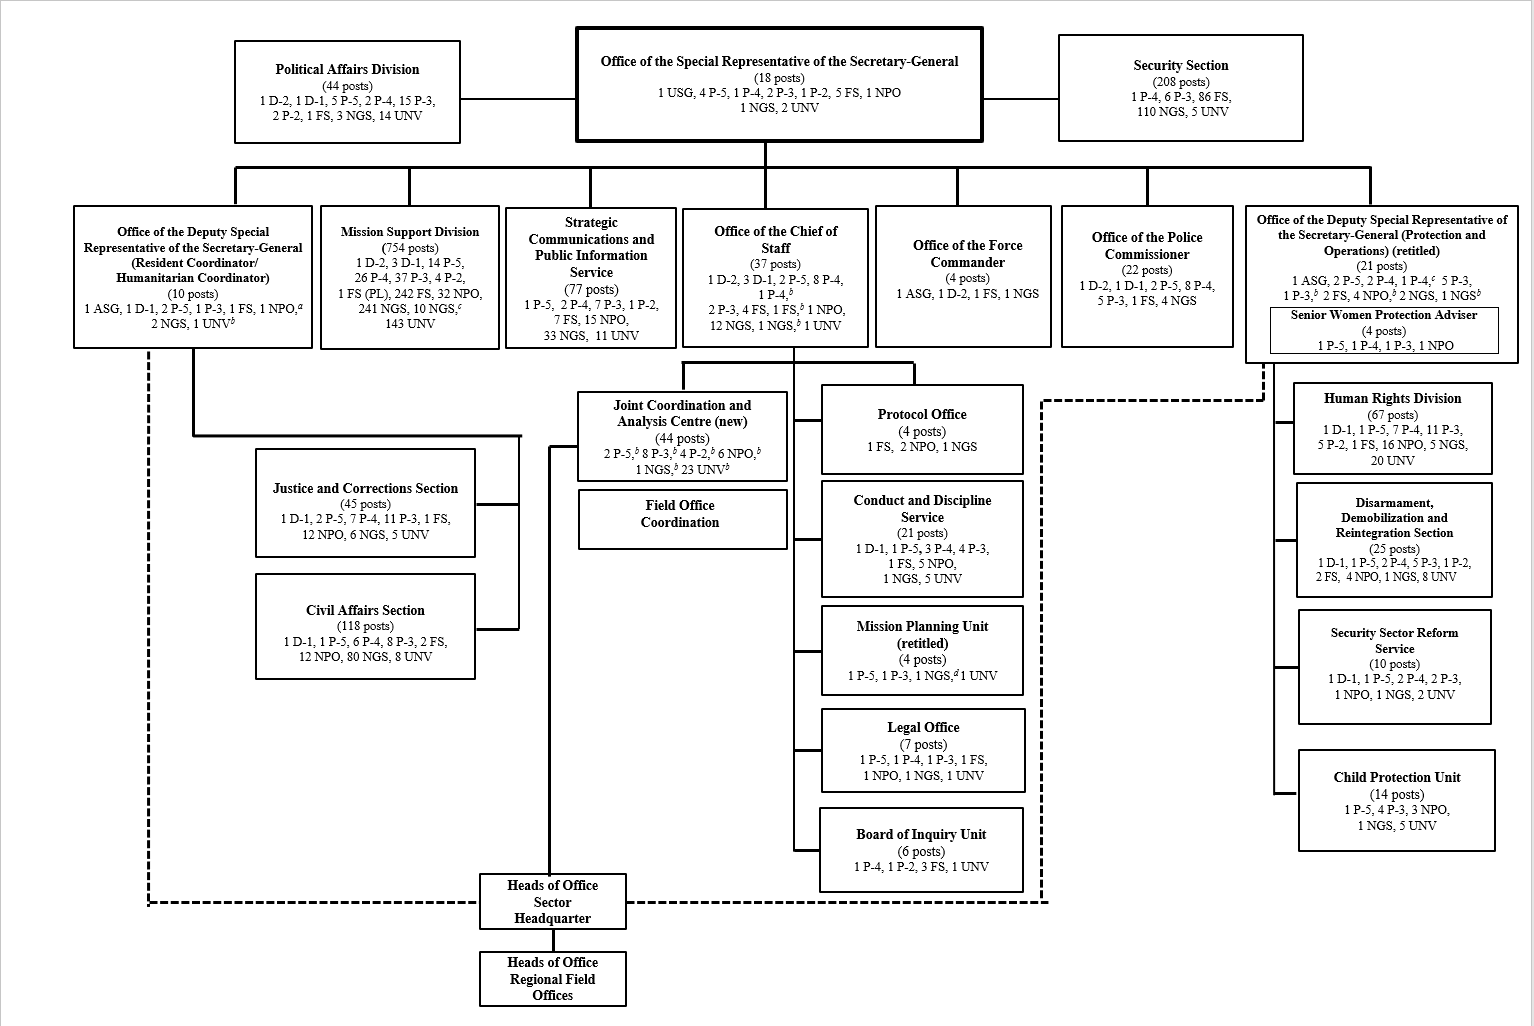 Political Affairs Division
(44 posts)
1 D-2, 1 D-1, 5 P-5, 2 P-4, 15 P-3,
2 P-2, 1 FS, 3 NGS, 14 UNV
Office of the Special Representative of the Secretary-General
(18 posts)
1 USG, 4 P-5, 1 P-4, 2 P-3, 1 P-2, 5 FS, 1 NPO
1 NGS, 2 UNV
Security Section
(208 posts)
1 P-4, 6 P-3, 86 FS,
110 NGS, 5 UNV
Office of the Deputy Special
Representative of the Secretary-General
(Resident Coordinator/
Humanitarian Coordinator)
(10 posts)
1 ASG, 1 D-1, 2 P-5, 1 P-3, 1 FS, 1 NPO,a
2 NGS, 1 UNVb
Mission Support Division
(754 posts)
1 D-2, 3 D-1, 14 P-5,
26 P-4, 37 P-3, 4 P-2,
1 FS (PL), 242 FS, 32 NPO,
241 NGS, 10 NGS,c
143 UNV
Strategic
Communications and
Public Information
Service
(77 posts)
1 P-5, 2 P-4, 7 P-3, 1 P-2,
7 FS, 15 NPO,
33 NGS, 11 UNV
Office of the Chief of
Staff
(37 posts)
1 D-2, 3 D-1, 2 P-5, 8 P-4,
1 P-4,b
2 P-3, 4 FS, 1 FS,b 1 NPO,
12 NGS, 1 NGS,b 1 UNV
Office of the Force
Commander
(4 posts)
1 ASG, 1 D-2, 1 FS, 1 NGS
Office of the Police
Commissioner
(22 posts)
1 D-2, 1 D-1, 2 P-5, 8 P-4,
5 P-3, 1 FS, 4 NGS
Office of the Deputy Special Representative of
the Secretary-General (Protection and
Operations) (retitled)
(21 posts)
1 ASG, 2 P-5, 2 P-4, 1 P-4,c 5 P-3,
1 P-3,b 2 FS, 4 NPO,b 2 NGS, 1 NGSb
Senior Women Protection Adviser
(4 posts)
1 P-5, 1 P-4, 1 P-3, 1 NPO
Justice and Corrections Section
(45 posts)
1 D-1, 2 P-5, 7 P-4, 11 P-3, 1 FS,
12 NPO, 6 NGS, 5 UNV
Civil Affairs Section
(118 posts)
1 D-1, 1 P-5, 6 P-4, 8 P-3, 2 FS,
12 NPO, 80 NGS, 8 UNV
Joint Coordination and
Analysis Centre (new)
(44 posts)
2 P-5,b 8 P-3,b 4 P-2,b 6 NPO,b
1 NGS,b 23 UNVb
Field Office
Coordination
Protocol Office
(4 posts)
1 FS, 2 NPO, 1 NGS
Conduct and Discipline
Service
(21 posts)
1 D-1, 1 P-5, 3 P-4, 4 P-3,
1 FS, 5 NPO,
1 NGS, 5 UNV
Mission Planning Unit
(retitled)
(4 posts)
1 P-5, 1 P-3, 1 NGS,d 1 UNV
Legal Office
(7 posts)
1 P-5, 1 P-4, 1 P-3, 1 FS,
1 NPO, 1 NGS, 1 UNV
Board of Inquiry Unit
(6 posts)
1 P-4, 1 P-2, 3 FS, 1 UNV
Human Rights Division
(67 posts)
1 D-1, 1 P-5, 7 P-4, 11 P-3,
5 P-2, 1 FS, 16 NPO, 5 NGS,
20 UNV
Disarmament,
Demobilization and
Reintegration Section
(25 posts)
1 D-1, 1 P-5, 2 P-4, 5 P-3, 1 P-2,
2 FS, 4 NPO, 1 NGS, 8 UNV
Security Sector Reform
Service
(10 posts)
1 D-1, 1 P-5, 2 P-4, 2 P-3,
1 NPO, 1 NGS, 2 UNV
Child Protection Unit
(14 posts)
1 P-5, 4 P-3, 3 NPO,
1 NGS, 5 UNV
Heads of Office
Sector
Headquarter
Heads of Office
Regional Field
Offices